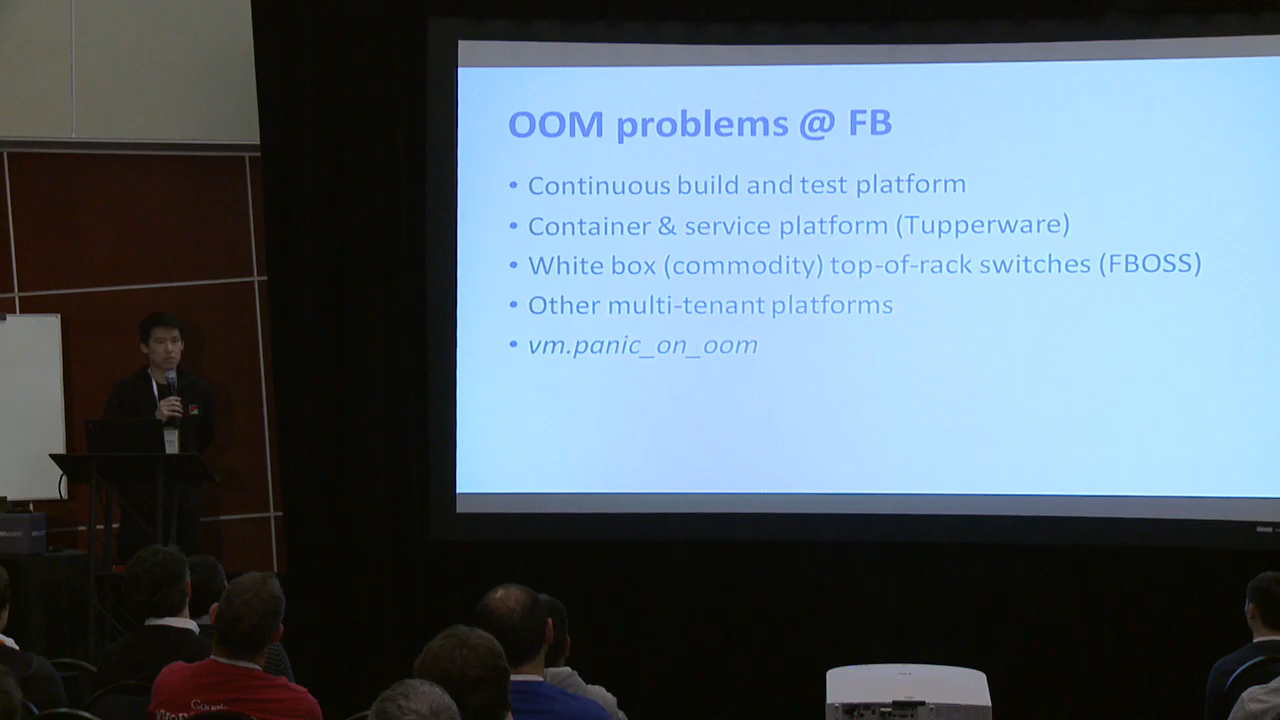 OOM problems @ FB
• Continuous build and test platform
• Container & service platform (Tupperware)
• White box (commodity) top-of-rack switches (FBOSS)
• Other multi-tenant platforms
• vm.panic_on_oom